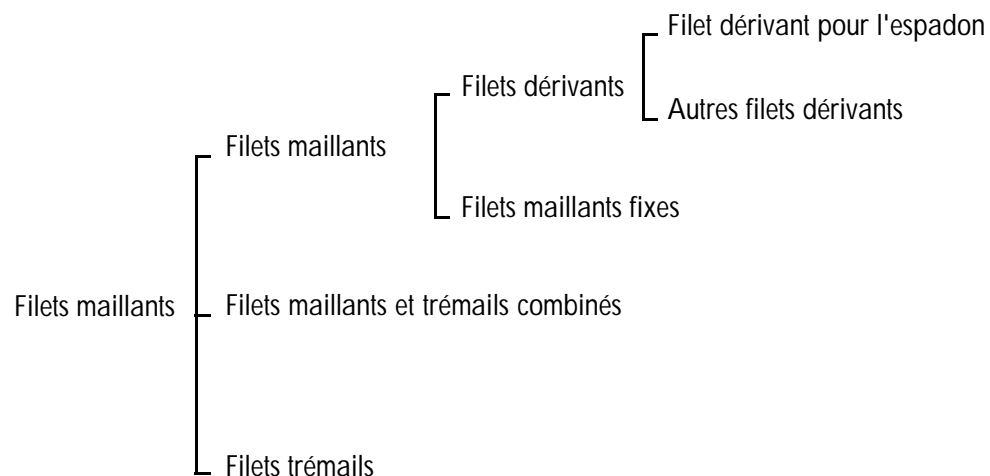 Filet dérivant pour l'espadon
Filets dérivants
Autres filets dérivants
Filets maillants
Filets maillants fixes
Filets maillants
Filets maillants et trémails combinés
Filets trémails